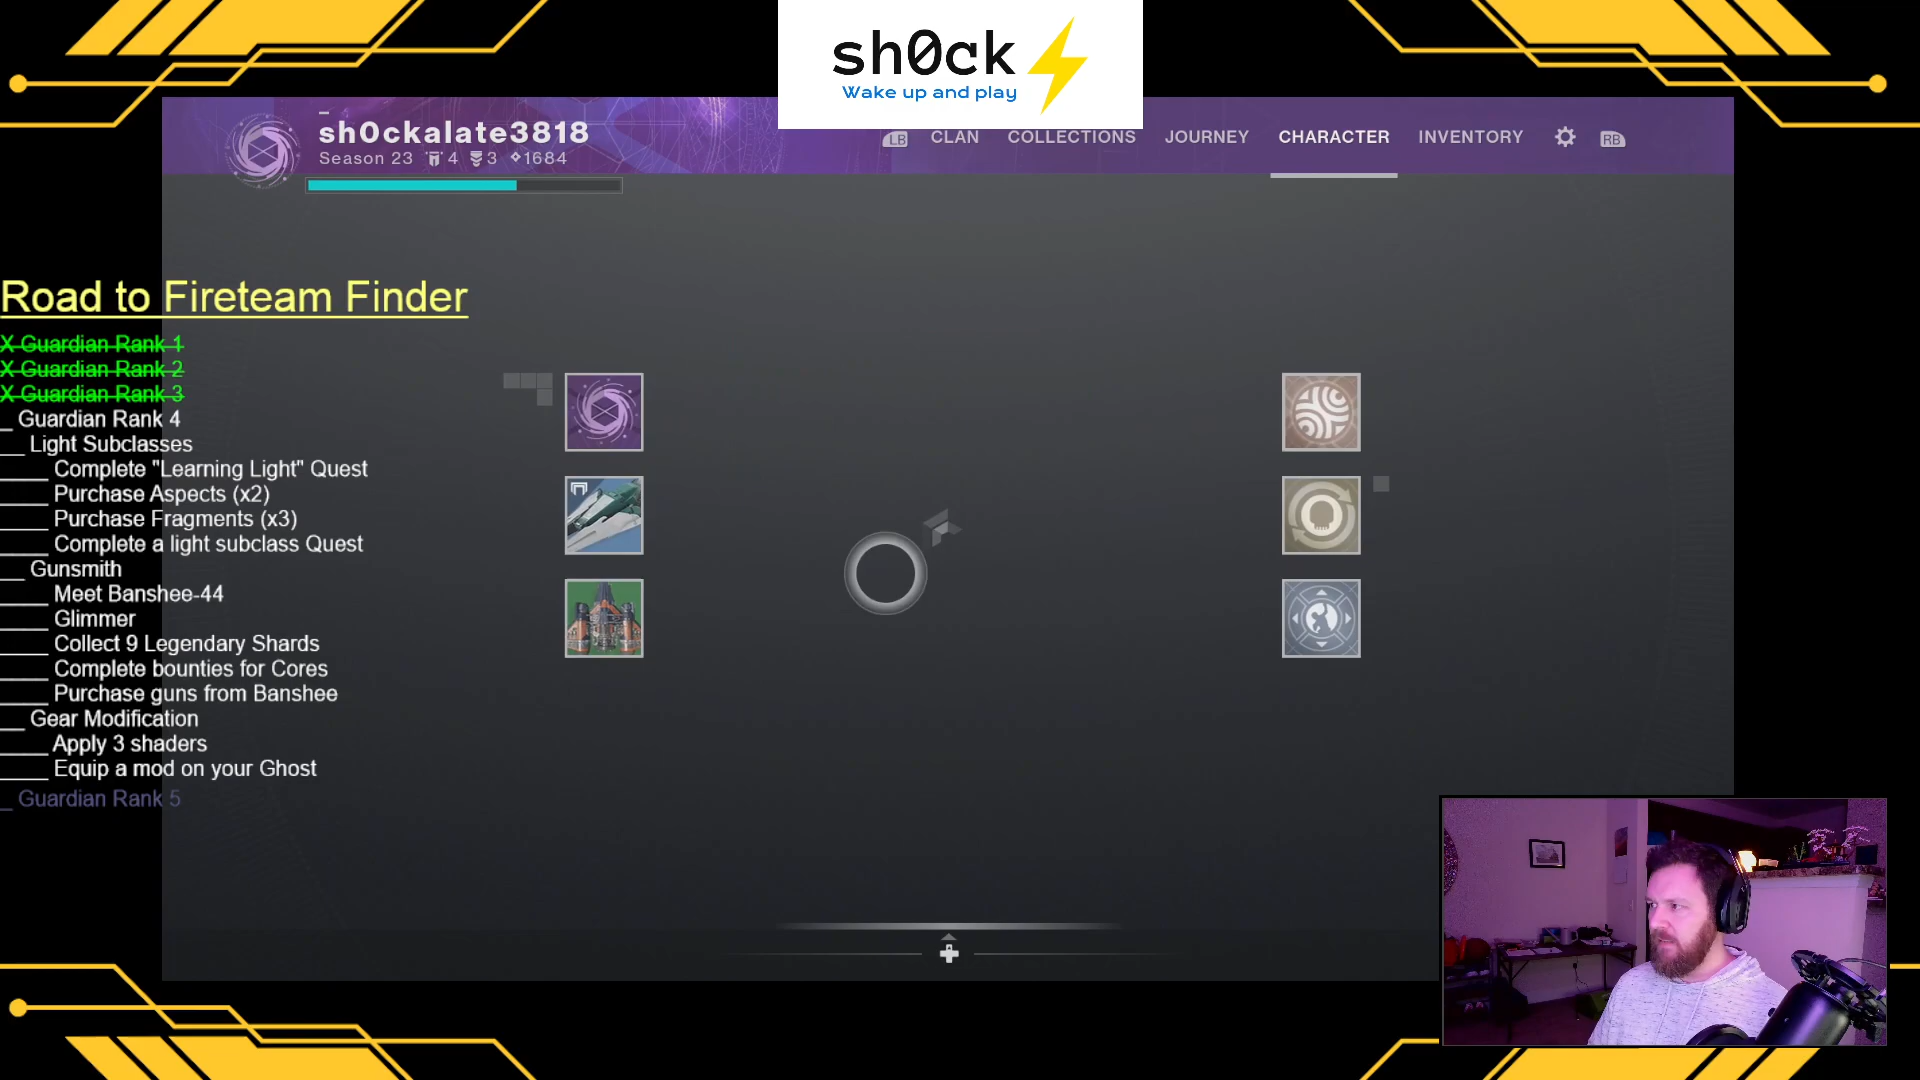 sh0ck
Wake up and play
sh0ckalate3818
Season 23 4 3 1684
LB CLAN COLLECTIONS JOURNEY CHARACTER INVENTORY RB
Road to Fireteam Finder
X Guardian Rank 1
X Guardian Rank 2
X Guardian Rank 3
_ Guardian Rank 4
__ Light Subclasses
____ Complete "Learning Light" Quest
____ Purchase Aspects (x2)
____ Purchase Fragments (x3)
____ Complete a light subclass Quest
__ Gunsmith
____ Meet Banshee-44
____ Glimmer
____ Collect 9 Legendary Shards
____ Complete bounties for Cores
____ Purchase guns from Banshee
__ Gear Modification
____ Apply 3 shaders
____ Equip a mod on your Ghost
_ Guardian Rank 5